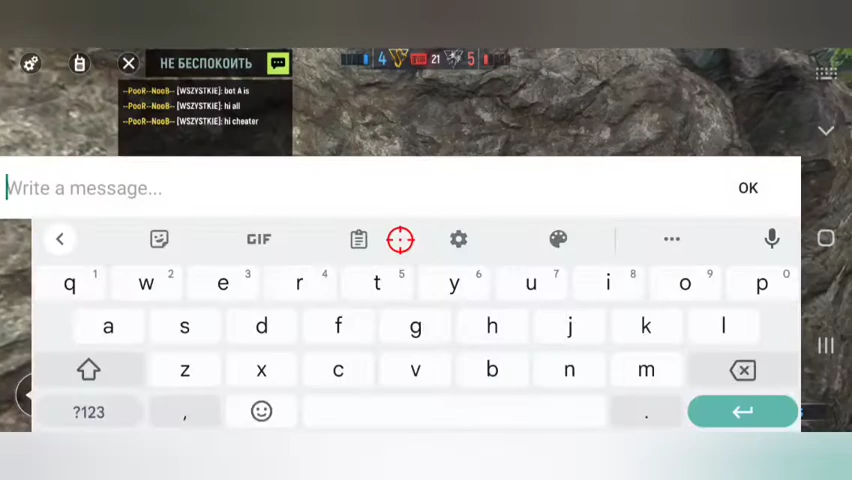 НЕ БЕСПОКОИТЬ
4 21 5
--PooR--NooB-- [WSZYSTKIE]: bot A is
--PooR--NooB-- [WSZYSTKIE]: hi all
--PooR--NooB-- [WSZYSTKIE]: hi cheater
Write a message...
OK
GIF
q 1 w 2 e 3 r 4 t 5 y 6 u 7 i 8 o 9 p 0
a s d f g h j k l
z x c v b n m
?123 , .